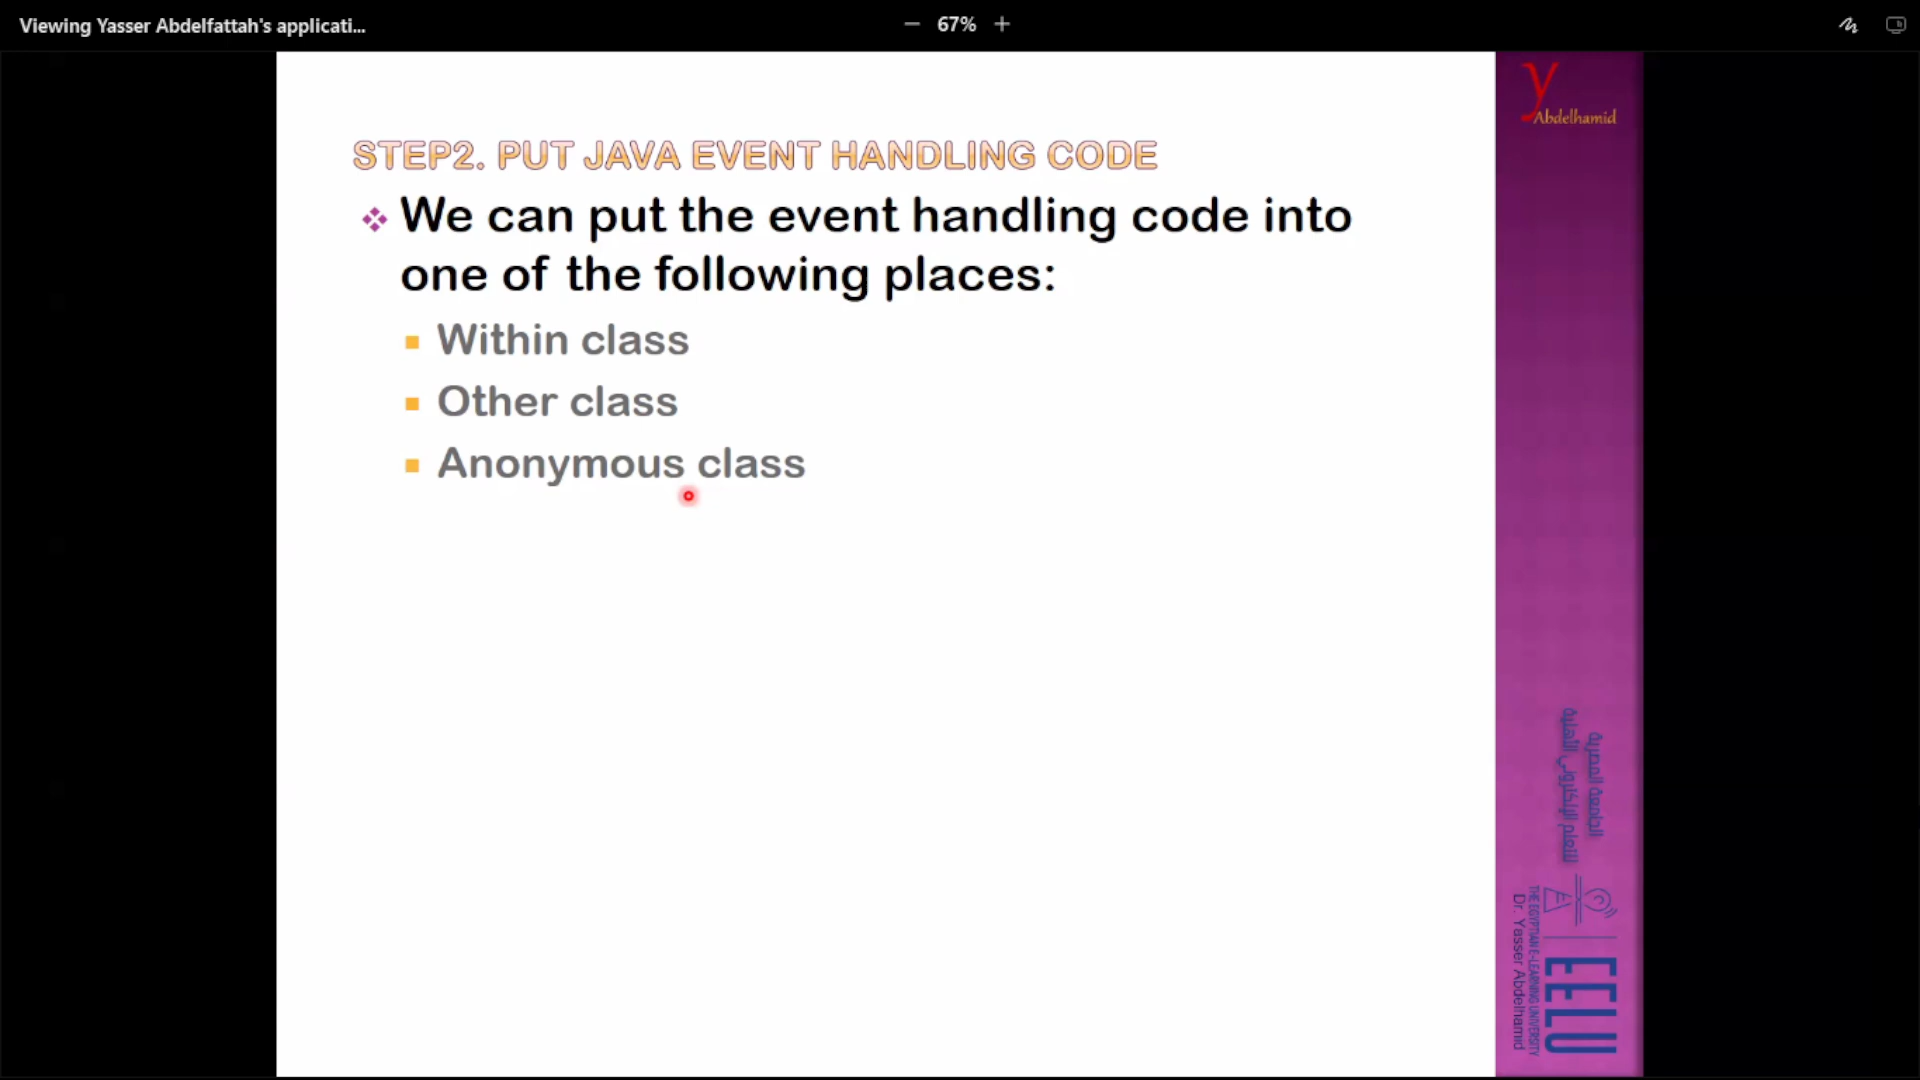 Viewing Yasser Abdelfattah's applicati...
67%
y
Abdelhamid
STEP2. PUT JAVA EVENT HANDLING CODE
We can put the event handling code into
one of the following places:
Within class
Other class
Anonymous class
الجامعة المصرية
للتعلم الإلكتروني الأهلية
EELU
THE EGYPTIAN E-LEARNING UNIVERSITY
Dr. Yasser Abdelhamid